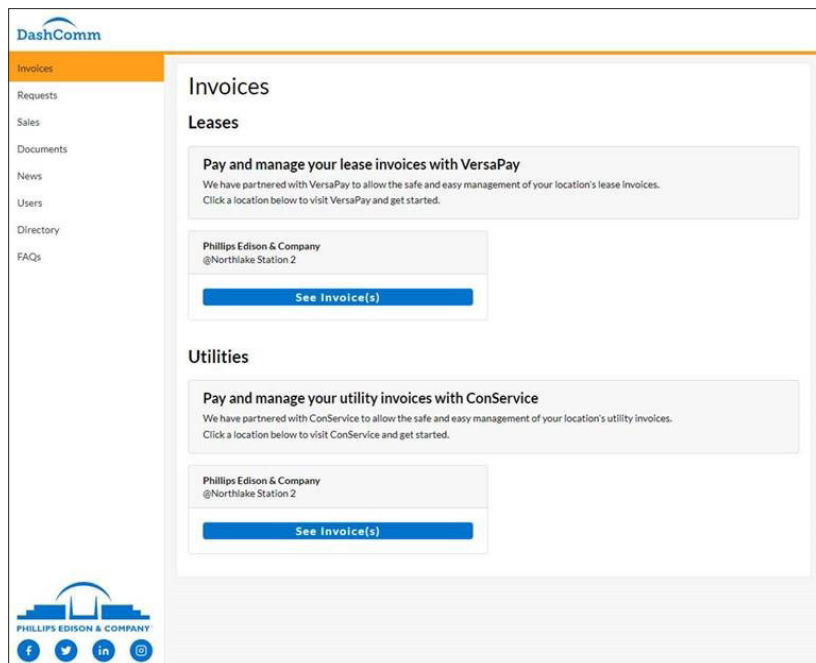 DashComm
Invoices
Requests
Sales
Documents
News
Users
Directory
FAQs
Invoices
Leases
Pay and manage your lease invoices with VersaPay
We have partnered with VersaPay to allow the safe and easy management of your location's lease invoices.
Click a location below to visit VersaPay and get started.
Phillips Edison & Company
@Northlake Station 2
See Invoice(s)
Utilities
Pay and manage your utility invoices with ConService
We have partnered with ConService to allow the safe and easy management of your location's utility invoices.
Click a location below to visit ConService and get started.
Phillips Edison & Company
@Northlake Station 2
See Invoice(s)
PHILLIPS EDISON & COMPANY